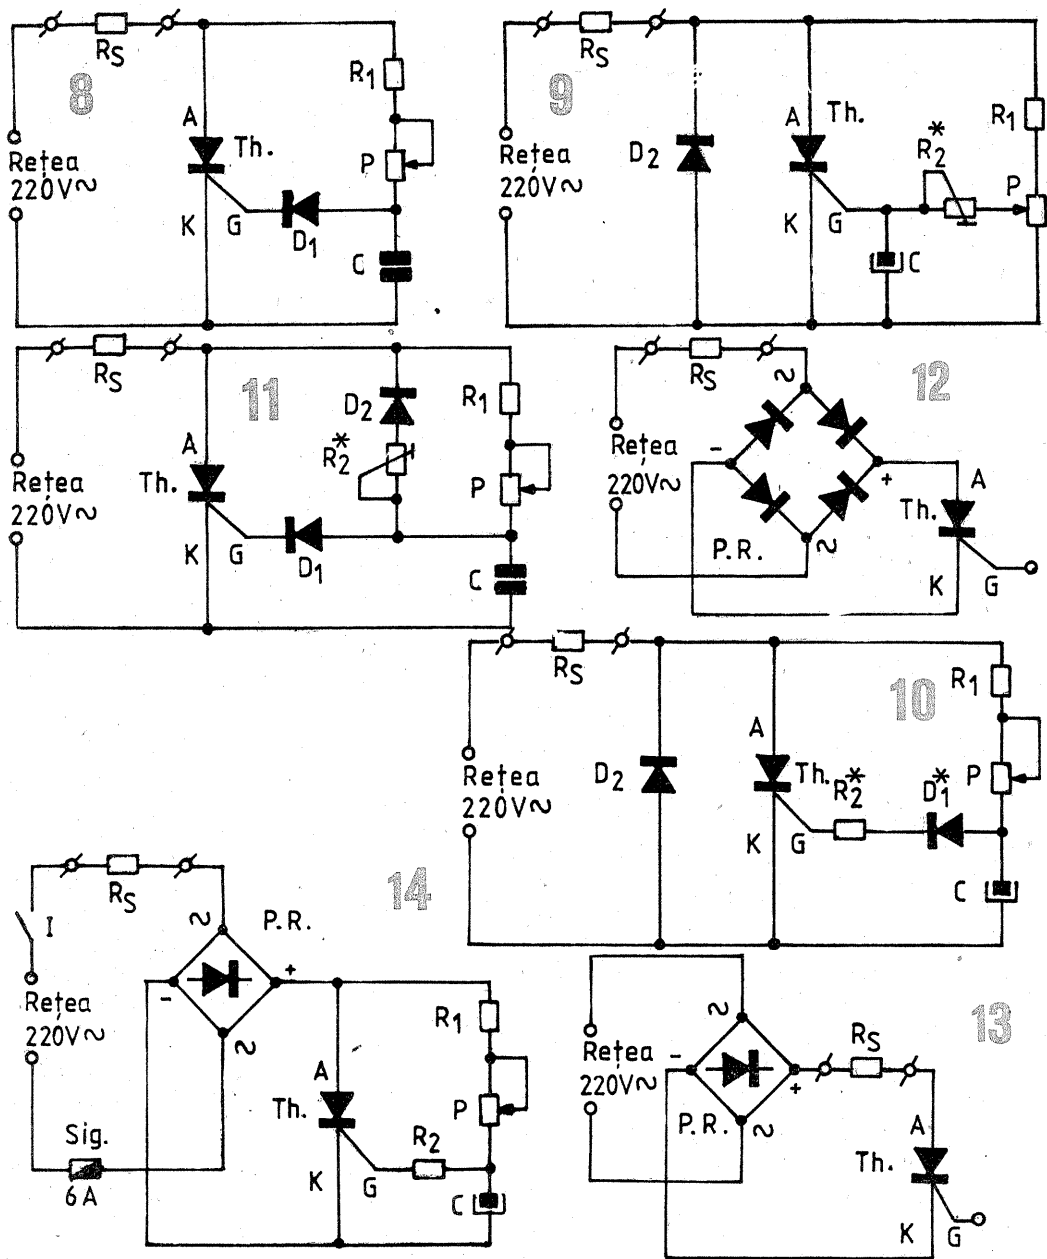 8
RS
R1
A
Th.
P
Rețea
220V~
K
G
D1
C
9
RS
R1
A
Th.
R2*
D2
P
Rețea
220V~
K
G
C
11
RS
D2
R1
A
R2*
Th.
P
Rețea
220V~
K
G
D1
C
12
RS
~
Rețea
220V~
-
+
A
Th.
P.R.
~
K
G
10
RS
R1
A
D2
Th.
R2*
D1*
P
Rețea
220V~
K
G
C
14
RS
I
~
P.R.
-
+
Rețea
220V~
~
R1
A
Th.
P
Sig.
6A
R2
K
G
C
13
~
RS
Rețea
220V~
-
+
P.R.
~
A
Th.
K
G